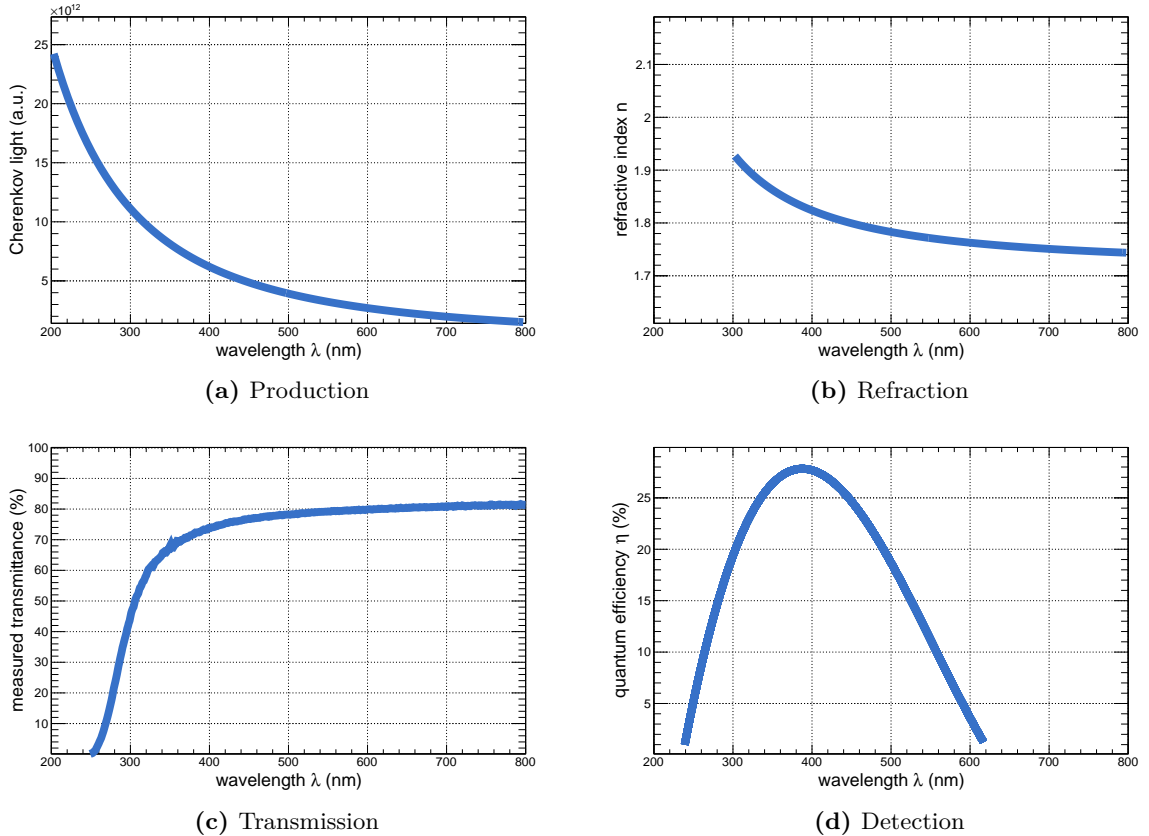 ×10¹²
25
20
15
10
5
Cherenkov light (a.u.)
200 300 400 500 600 700 800
wavelength λ (nm)
(a) Production
2.1
2
1.9
1.8
1.7
refractive index n
200 300 400 500 600 700 800
wavelength λ (nm)
(b) Refraction
100
90
80
70
60
50
40
30
20
10
measured transmittance (%)
200 300 400 500 600 700 800
wavelength λ (nm)
(c) Transmission
25
20
15
10
5
quantum efficiency η (%)
200 300 400 500 600 700 800
wavelength λ (nm)
(d) Detection